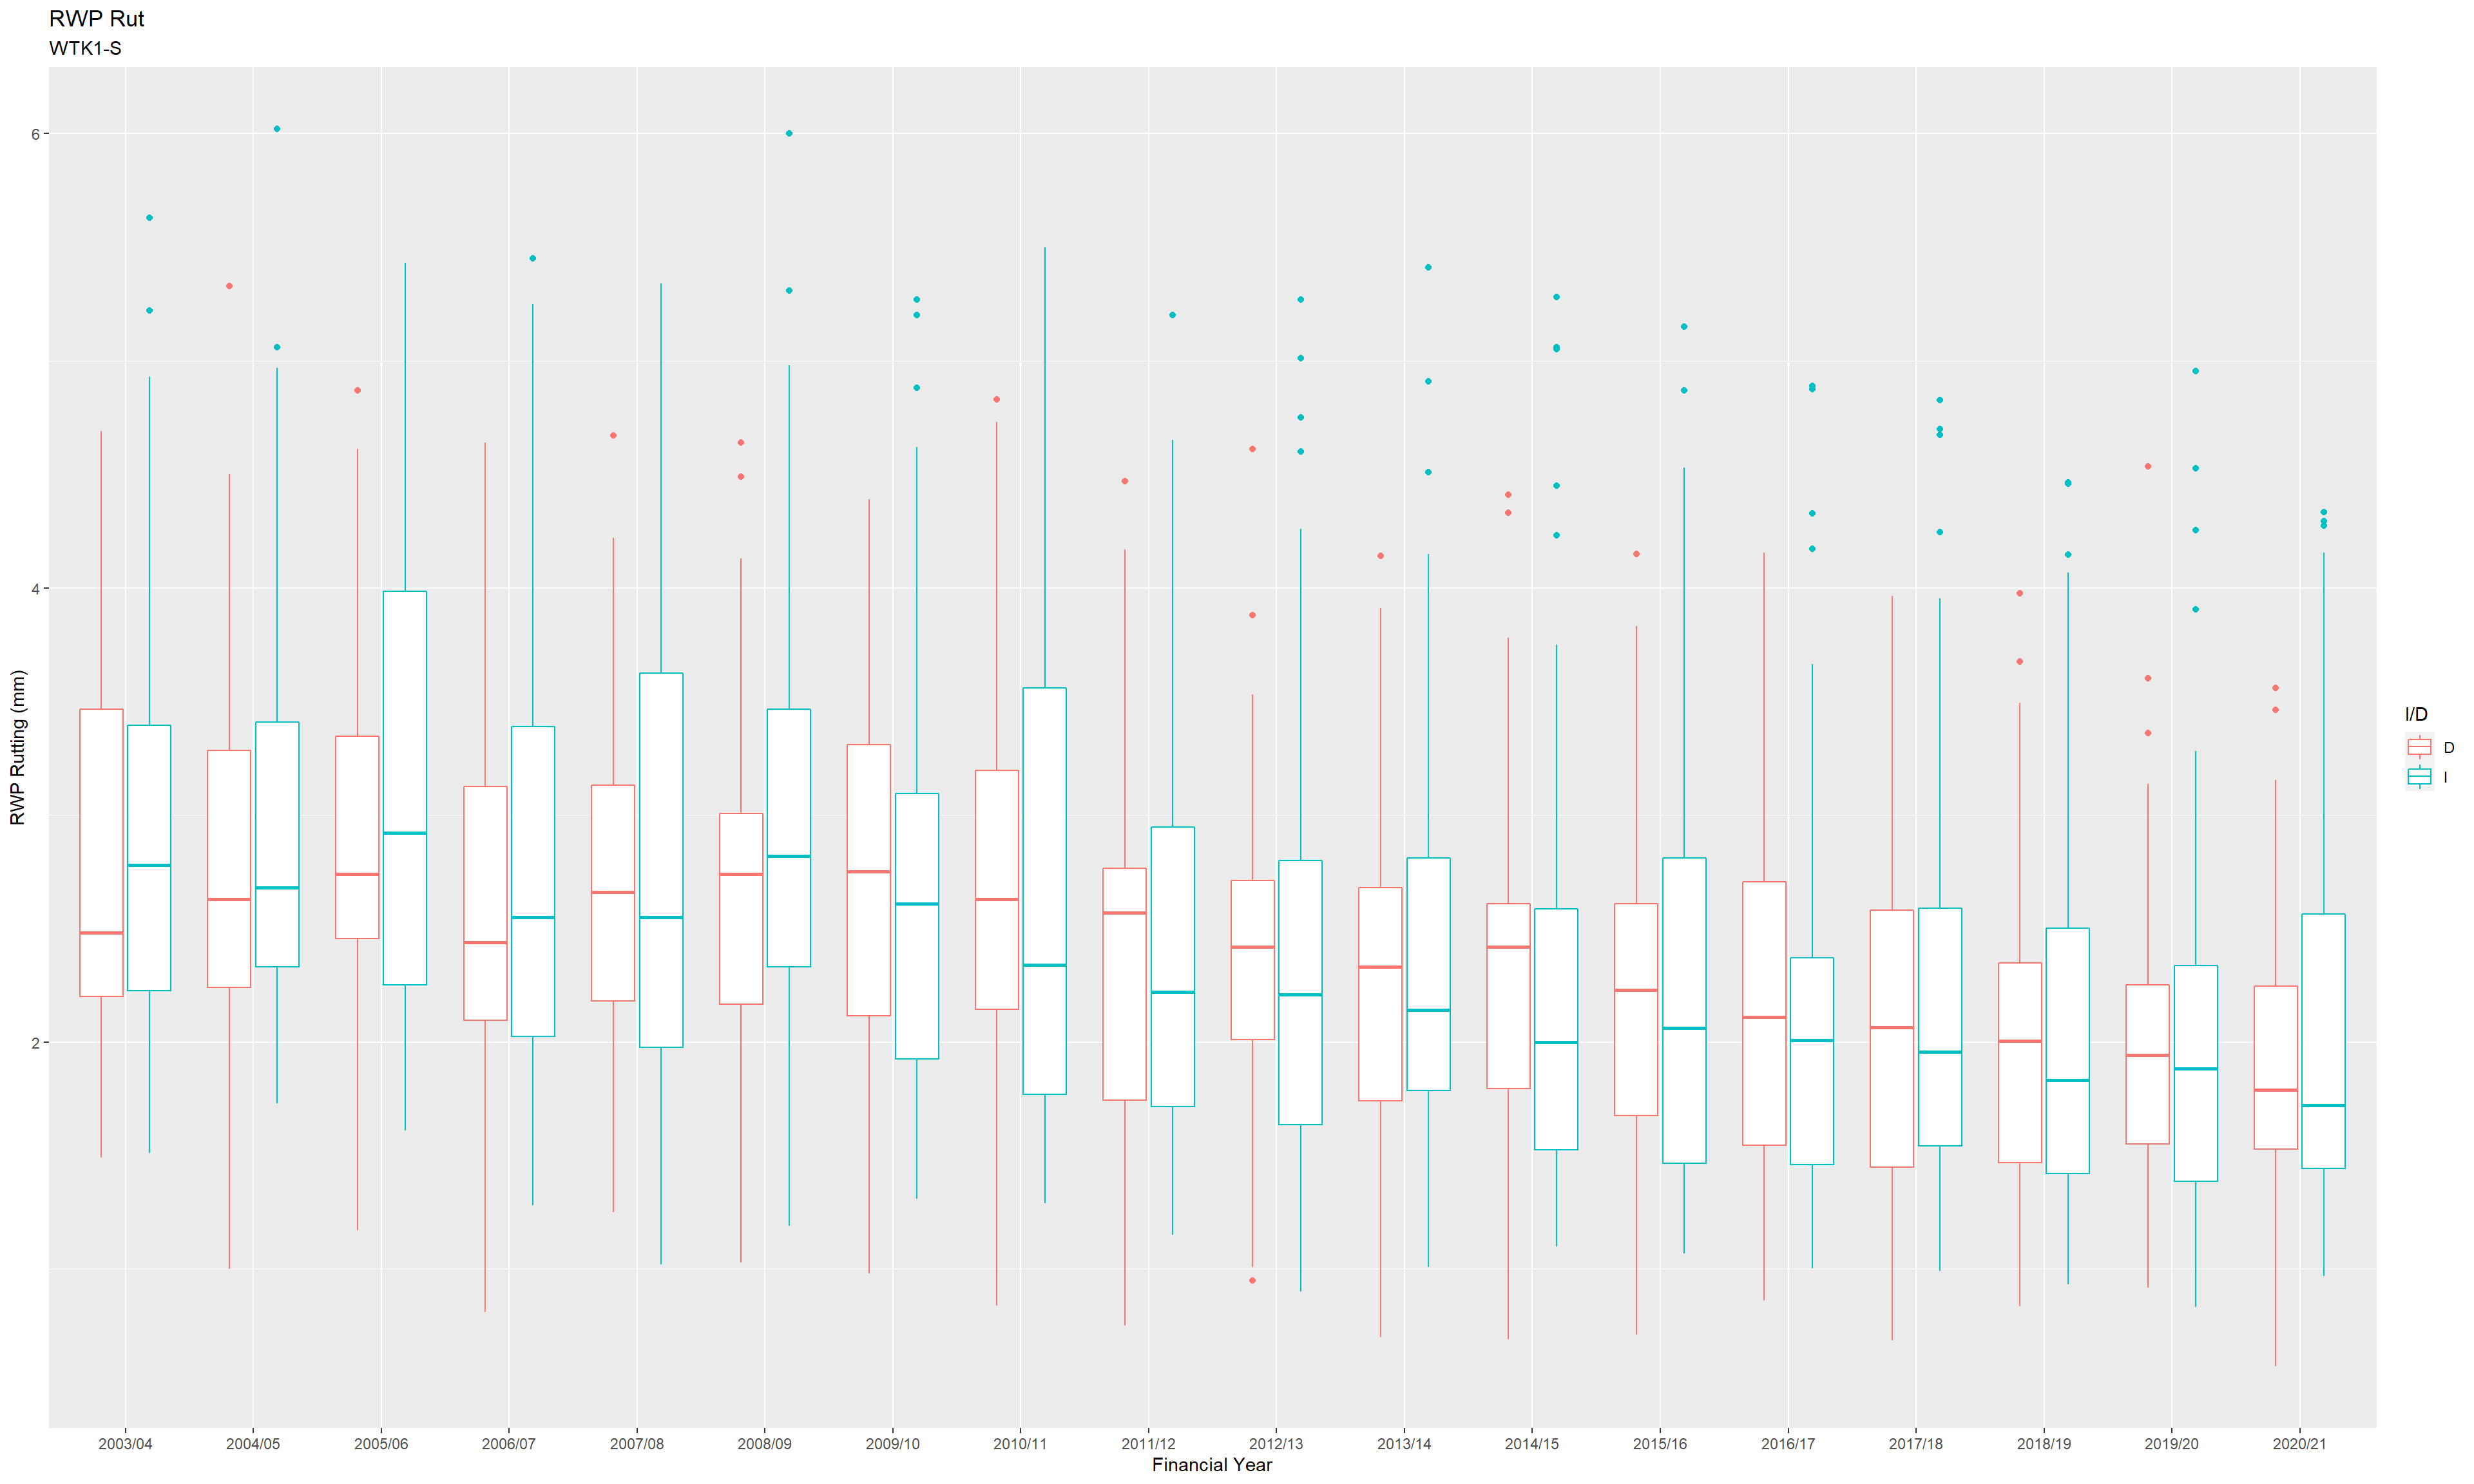 RWP Rut
WTK1-S
RWP Rutting (mm)
6
4
2
2003/04 2004/05 2005/06 2006/07 2007/08 2008/09 2009/10 2010/11 2011/12 2012/13 2013/14 2014/15 2015/16 2016/17 2017/18 2018/19 2019/20 2020/21
Financial Year
I/D
D
I